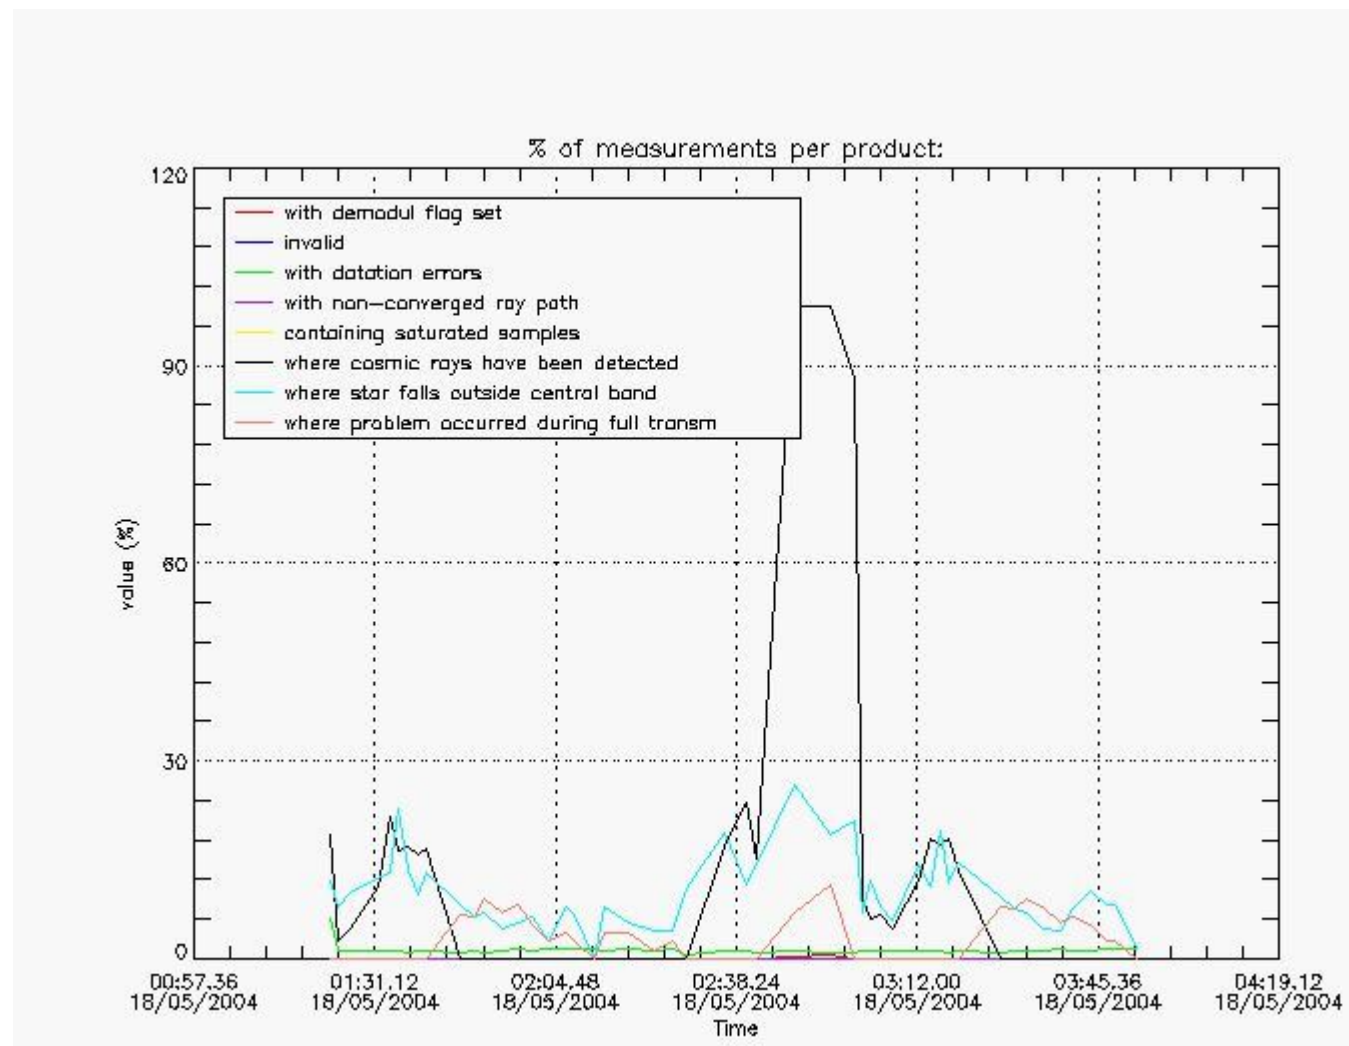 % of measurements per product:
120
with demodul flag set
invalid
with datation errors
with non-converged ray path
containing saturated samples
where cosmic rays have been detected
where star falls outside central band
where problem occurred during full transm
90
60
30
0
value (%)
00:57.36 01:31.12 02:04.48 02:38.24 03:12.00 03:45.36 04:19.12
18/05/2004 18/05/2004 18/05/2004 18/05/2004 18/05/2004 18/05/2004 18/05/2004
Time